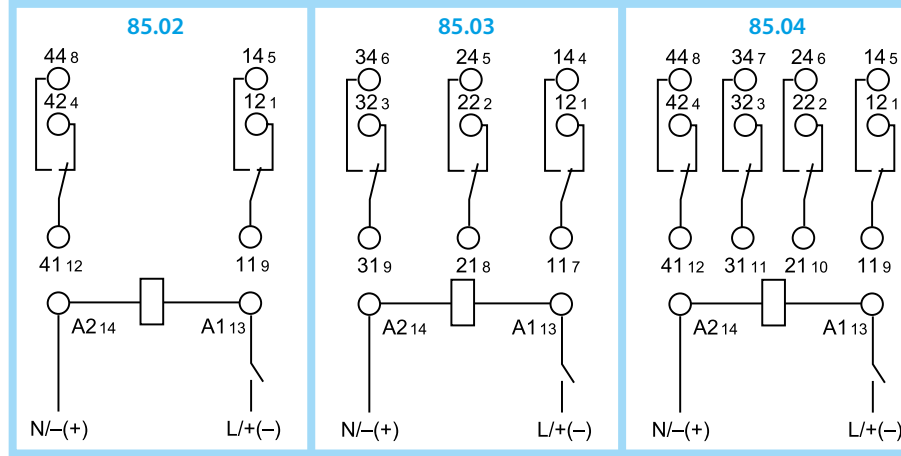 85.02
44 8 14 5
42 4 12 1
41 12 11 9
A2 14 A1 13
N/–(+) L/+(–)
85.03
34 6 24 5 14 4
32 3 22 2 12 1
31 9 21 8 11 7
A2 14 A1 13
N/–(+) L/+(–)
85.04
44 8 34 7 24 6 14 5
42 4 32 3 22 2 12 1
41 12 31 11 21 10 11 9
A2 14 A1 13
N/–(+) L/+(–)